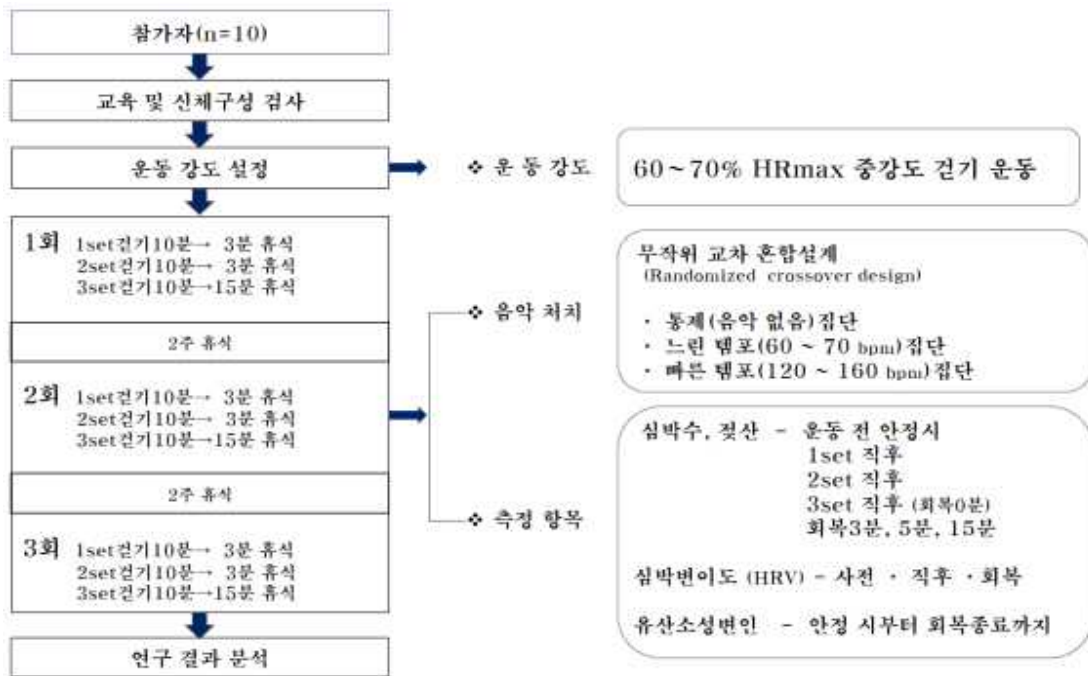 참가자(n=10)
교육 및 신체구성 검사
운동 강도 설정
❖ 운 동 강도
60~70% HRmax 중강도 걷기 운동
1회 1set걷기10분→ 3분 휴식
2set걷기10분→ 3분 휴식
3set걷기10분→15분 휴식
2주 휴식
2회 1set걷기10분→ 3분 휴식
2set걷기10분→ 3분 휴식
3set걷기10분→15분 휴식
2주 휴식
3회 1set걷기10분→ 3분 휴식
2set걷기10분→ 3분 휴식
3set걷기10분→15분 휴식
연구 결과 분석
❖ 음악 처치
무작위 교차 혼합설계
(Randomized crossover design)
· 통제(음악 없음)집단
· 느린 템포(60 ~ 70 bpm)집단
· 빠른 템포(120 ~ 160 bpm)집단
❖ 측정 항목
심박수, 젖산 - 운동 전 안정시
1set 직후
2set 직후
3set 직후 (회복0분)
회복3분, 5분, 15분
심박변이도 (HRV) - 사전 · 직후 · 회복
유산소성변인 - 안정 시부터 회복종료까지